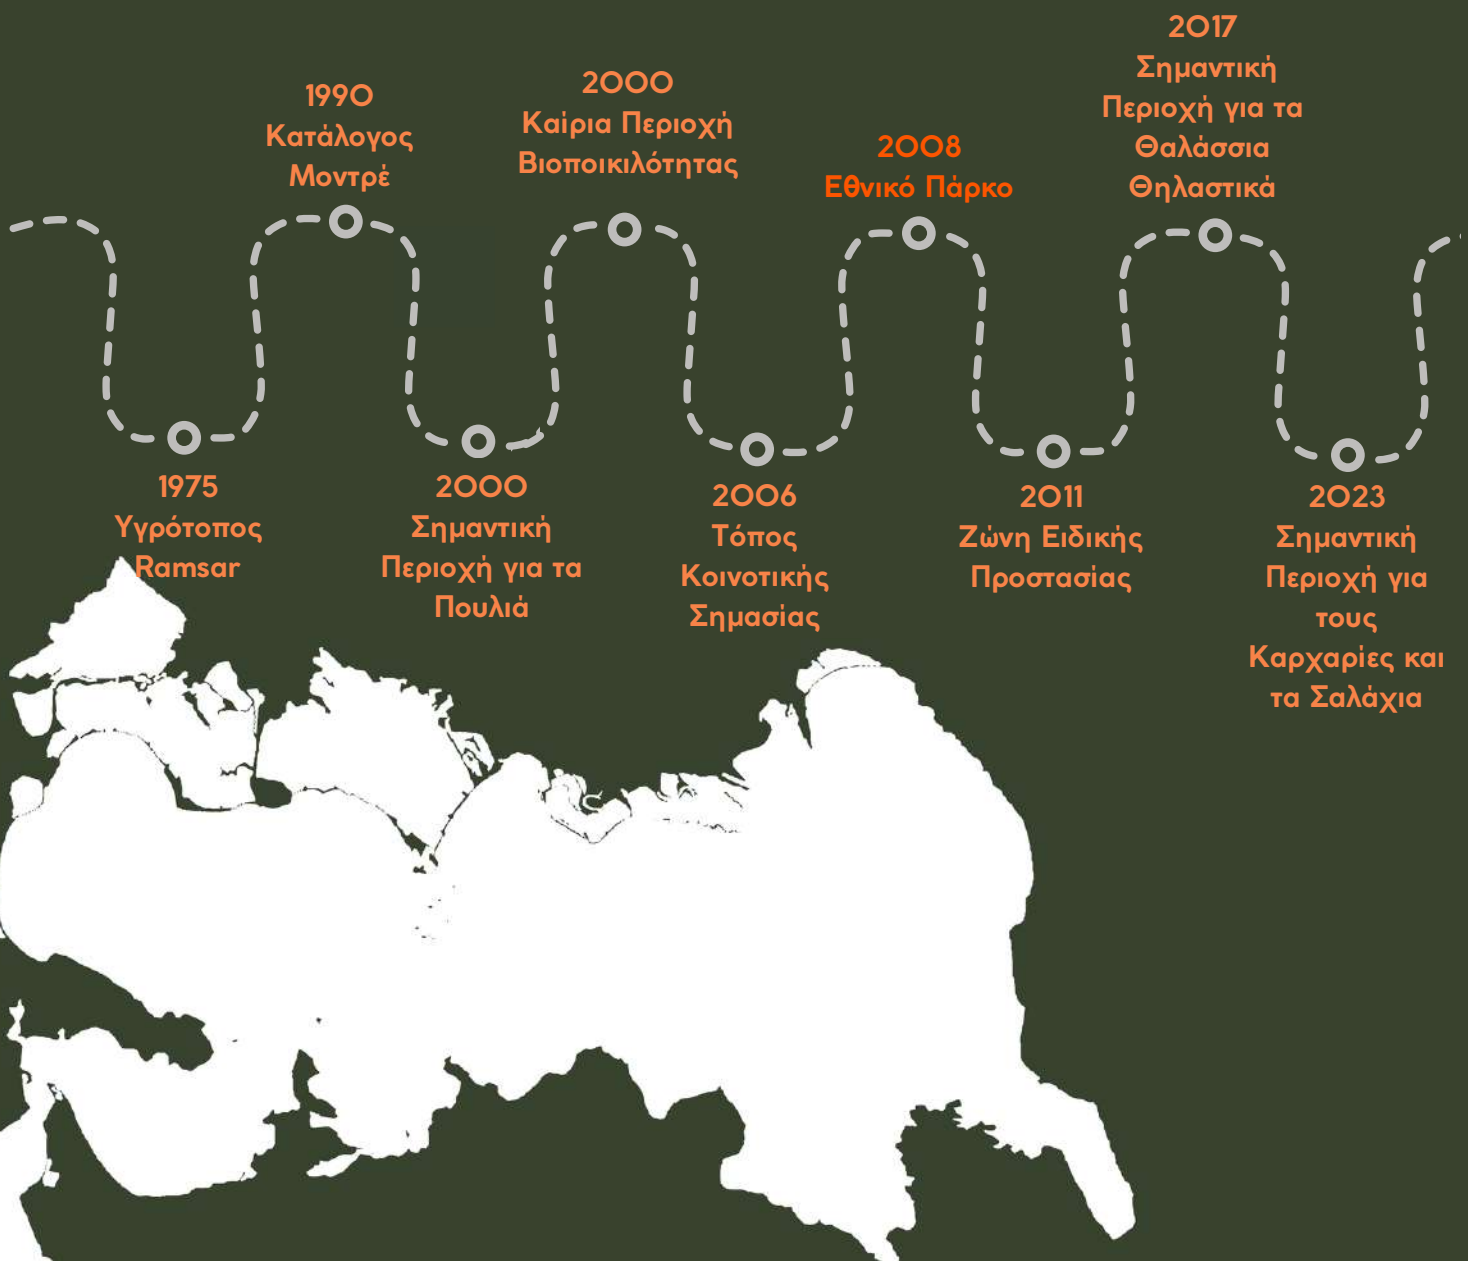 1975
Υγρότοπος
Ramsar
1990
Κατάλογος
Μοντρέ
2000
Σημαντική
Περιοχή για τα
Πουλιά
2000
Καίρια Περιοχή
Βιοποικιλότητας
2006
Τόπος
Κοινοτικής
Σημασίας
2008
Εθνικό Πάρκο
2011
Ζώνη Ειδικής
Προστασίας
2017
Σημαντική
Περιοχή για τα
Θαλάσσια
Θηλαστικά
2023
Σημαντική
Περιοχή για
τους
Καρχαρίες και
τα Σαλάχια